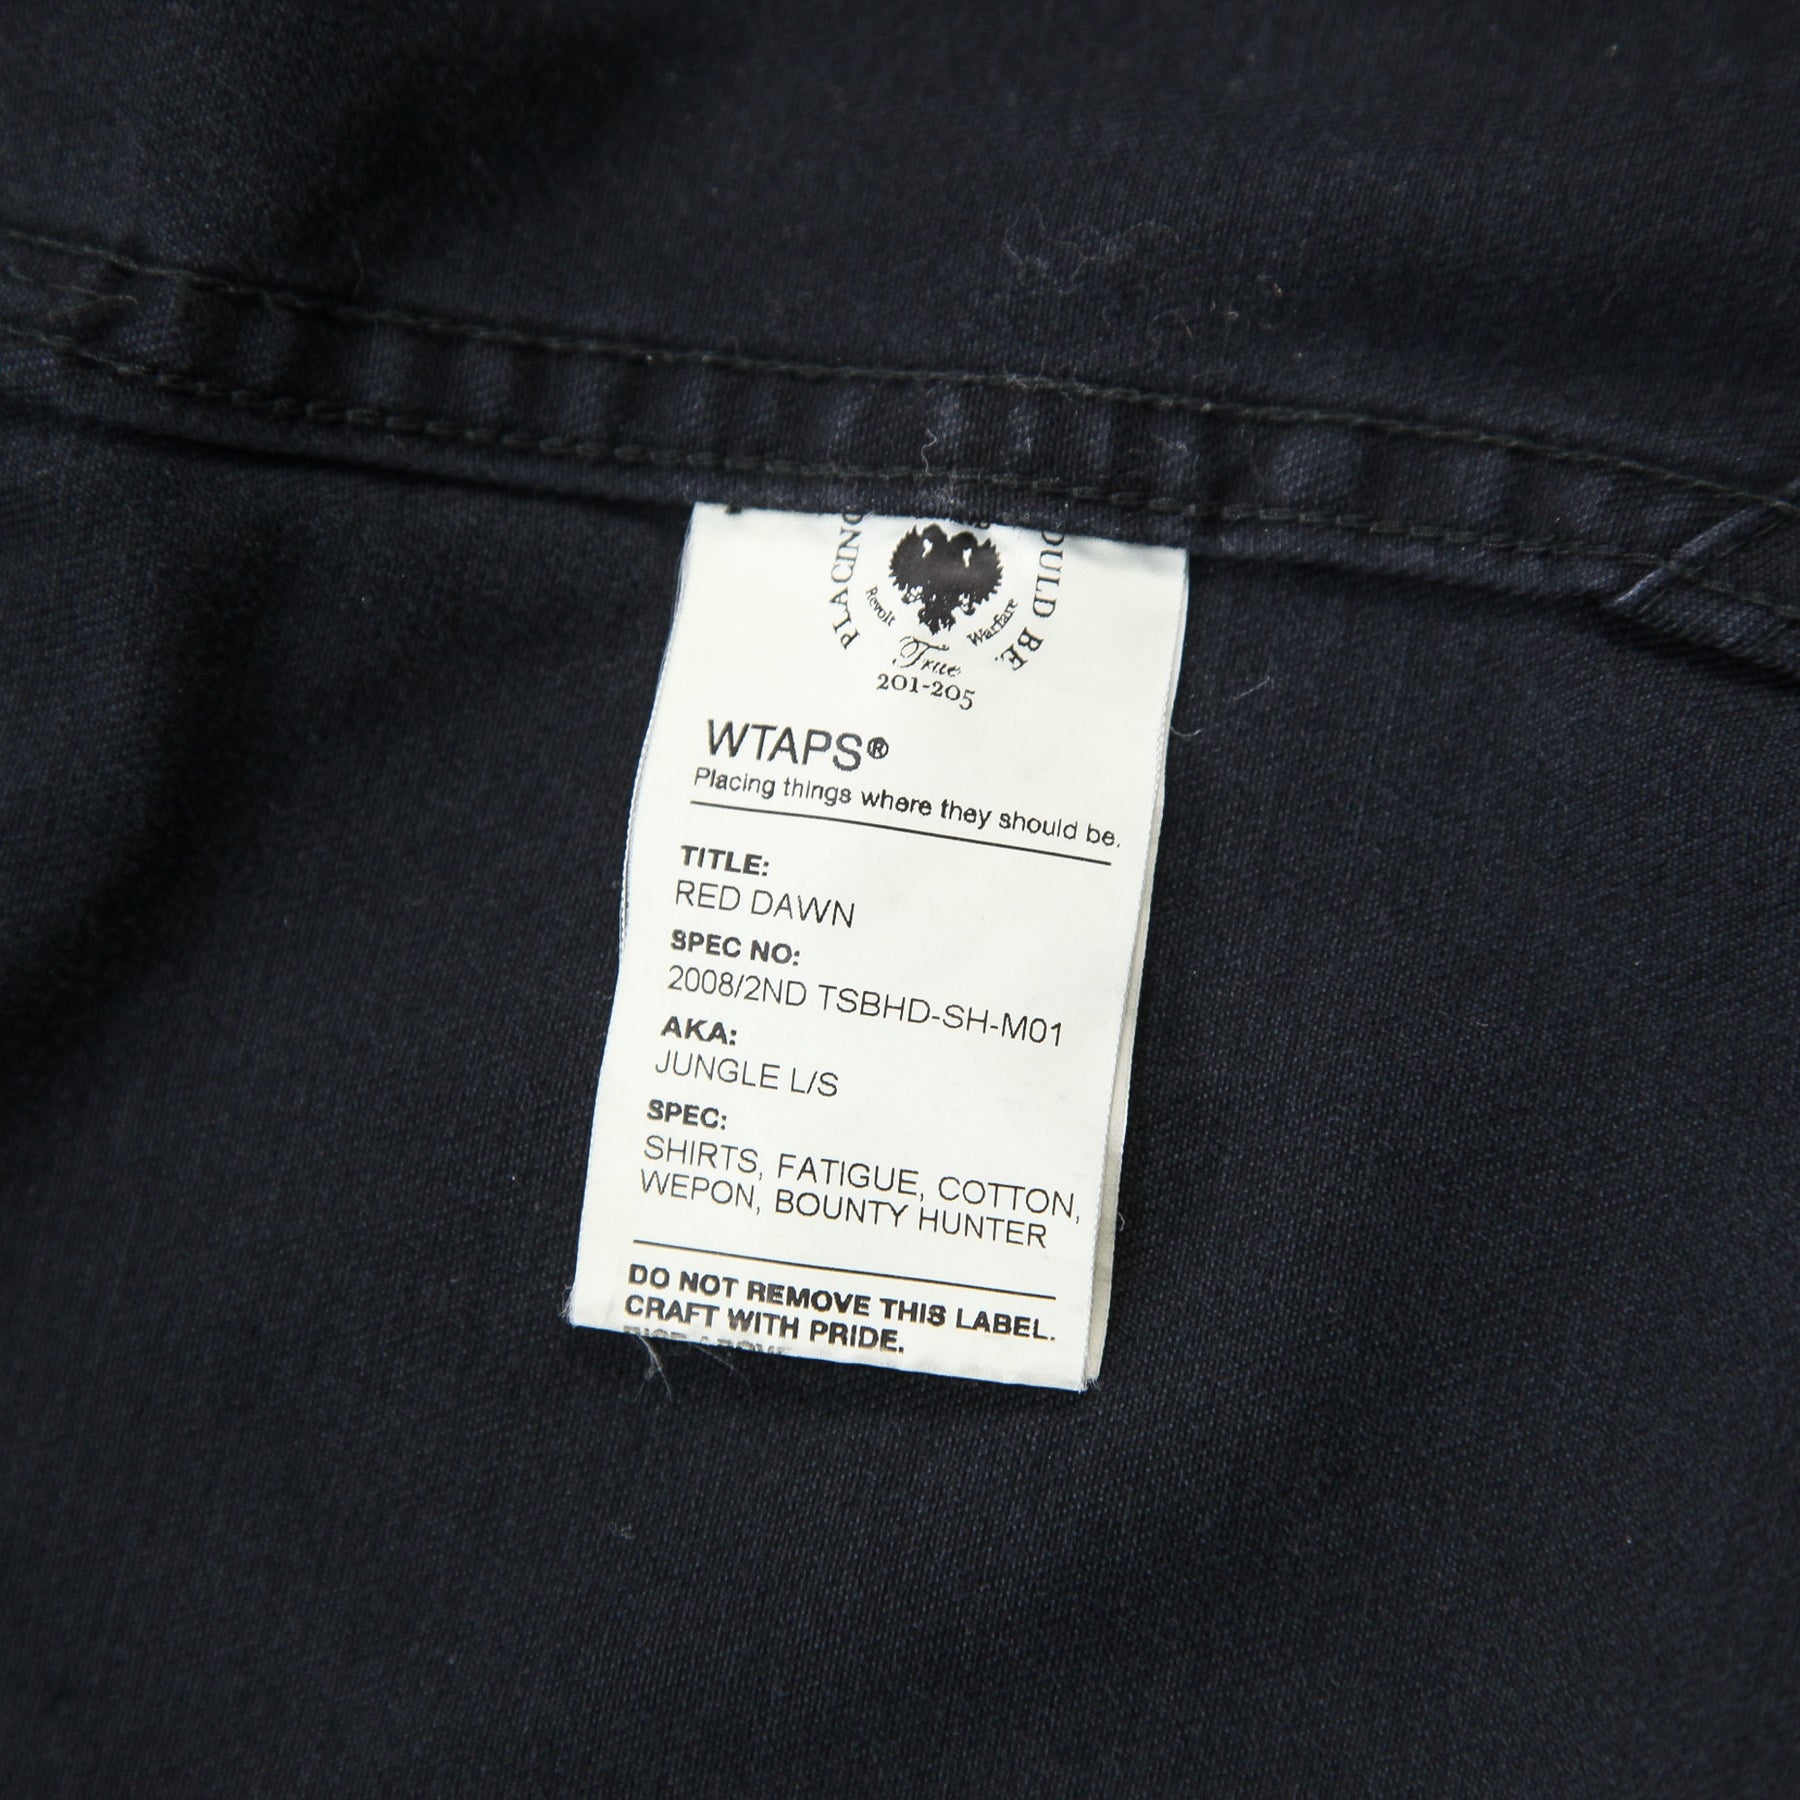 PLACING
OULD BE.
Revolt
Warfare
True
201-205
WTAPS®
Placing things where they should be.
TITLE:
RED DAWN
SPEC NO:
2008/2ND TSBHD-SH-M01
AKA:
JUNGLE L/S
SPEC:
SHIRTS, FATIGUE, COTTON,
WEPON, BOUNTY HUNTER
DO NOT REMOVE THIS LABEL.
CRAFT WITH PRIDE.